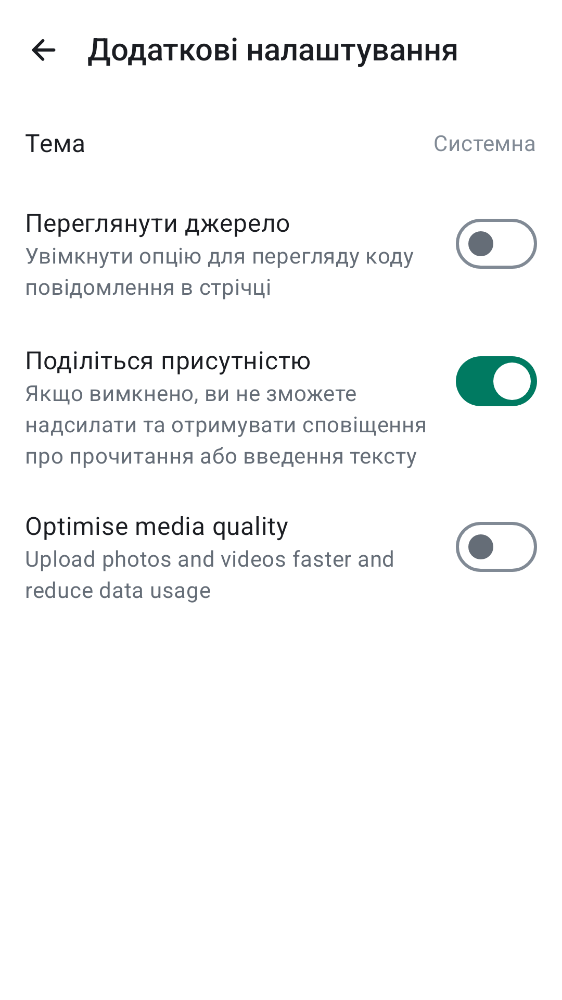 Додаткові налаштування
Тема
Системна
Переглянути джерело
Увімкнути опцію для перегляду коду
повідомлення в стрічці
Поділіться присутністю
Якщо вимкнено, ви не зможете
надсилати та отримувати сповіщення
про прочитання або введення тексту
Optimise media quality
Upload photos and videos faster and
reduce data usage